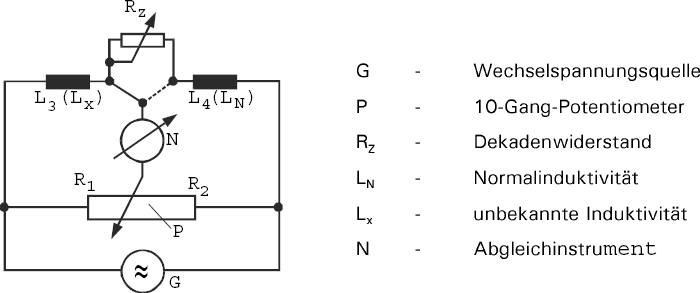 R_Z
L_3(L_x)
L_4(L_N)
N
R_1
R_2
P
≈
G
G - Wechselspannungsquelle
P - 10-Gang-Potentiometer
R_Z - Dekadenwiderstand
L_N - Normalinduktivität
L_x - unbekannte Induktivität
N - Abgleichinstrument